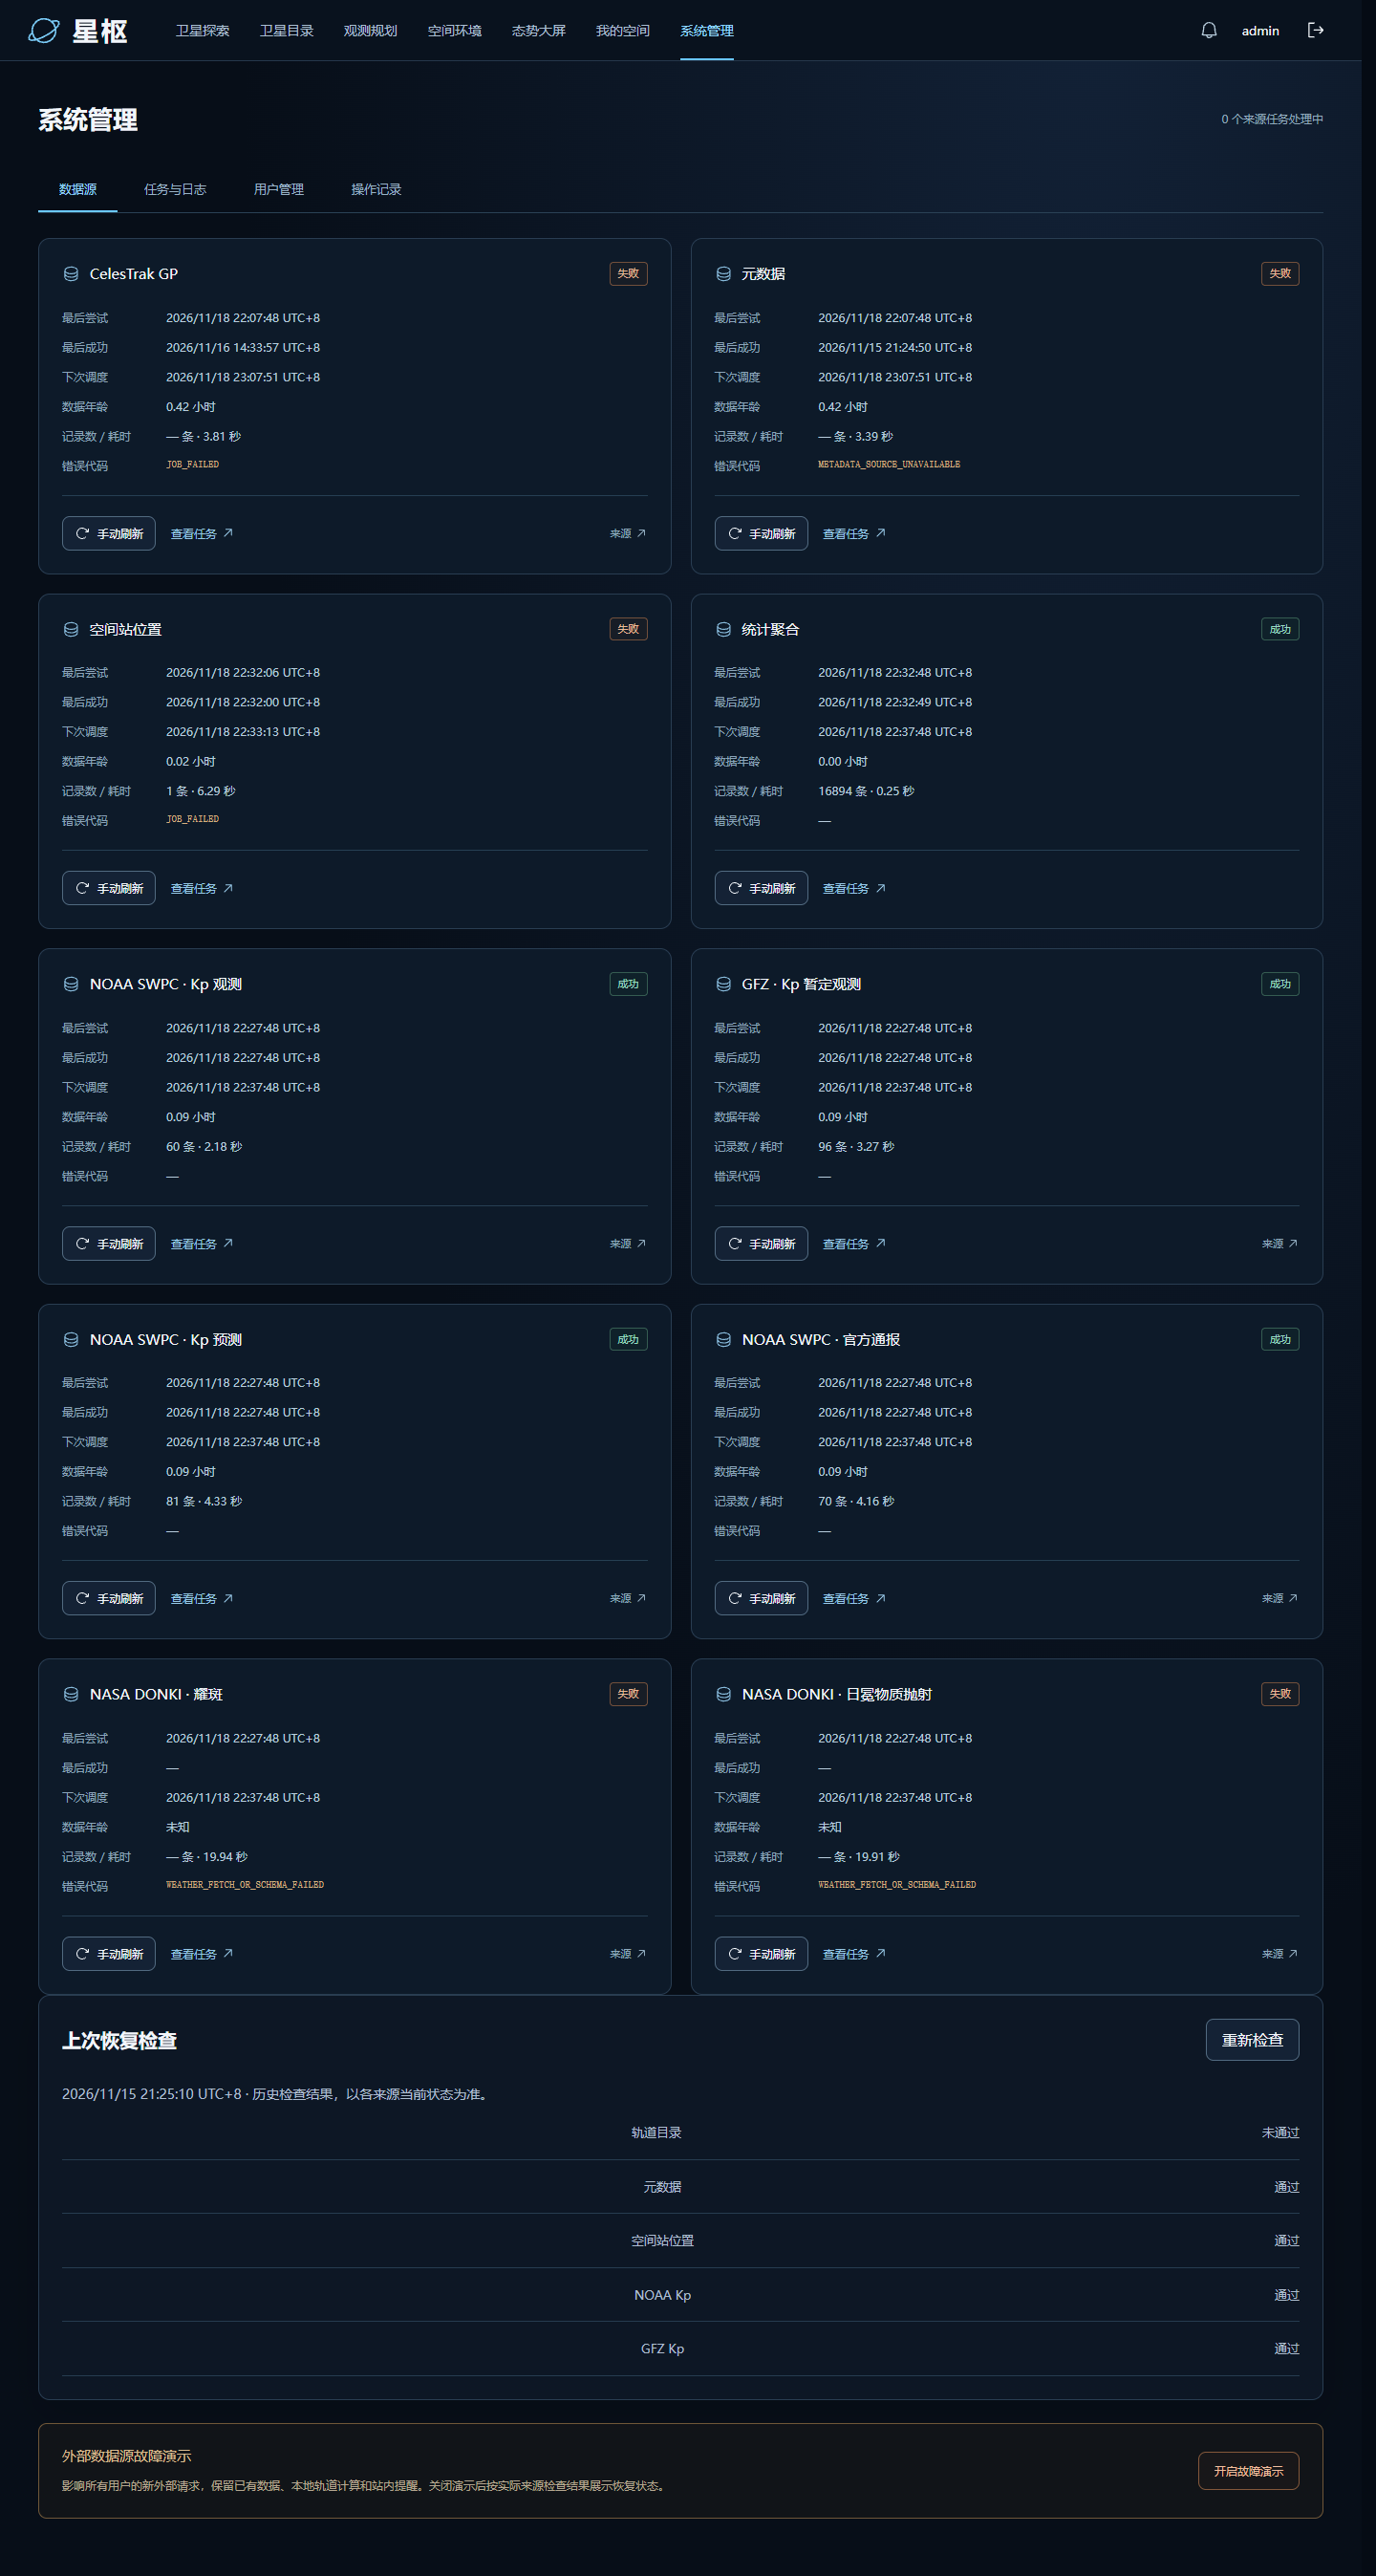 星枢
卫星探索 卫星目录 观测规划 空间环境 态势大屏 我的空间 系统管理
admin
系统管理
0 个来源任务处理中
数据源 任务与日志 用户管理 操作记录
CelesTrak GP 失败
最后尝试 2026/11/18 22:07:48 UTC+8
最后成功 2026/11/16 14:33:57 UTC+8
下次调度 2026/11/18 23:07:51 UTC+8
数据年龄 0.42 小时
记录数 / 耗时 — 条 · 3.81 秒
错误代码 JOB_FAILED
手动刷新 查看任务 来源
元数据 失败
最后尝试 2026/11/18 22:07:48 UTC+8
最后成功 2026/11/15 21:24:50 UTC+8
下次调度 2026/11/18 23:07:51 UTC+8
数据年龄 0.42 小时
记录数 / 耗时 — 条 · 3.39 秒
错误代码 METADATA_SOURCE_UNAVAILABLE
手动刷新 查看任务
空间站位置 失败
最后尝试 2026/11/18 22:32:06 UTC+8
最后成功 2026/11/18 22:32:00 UTC+8
下次调度 2026/11/18 22:33:13 UTC+8
数据年龄 0.02 小时
记录数 / 耗时 1 条 · 6.29 秒
错误代码 JOB_FAILED
手动刷新 查看任务
统计聚合 成功
最后尝试 2026/11/18 22:32:48 UTC+8
最后成功 2026/11/18 22:32:49 UTC+8
下次调度 2026/11/18 22:37:48 UTC+8
数据年龄 0.00 小时
记录数 / 耗时 16894 条 · 0.25 秒
错误代码 —
手动刷新 查看任务
NOAA SWPC · Kp 观测 成功
最后尝试 2026/11/18 22:27:48 UTC+8
最后成功 2026/11/18 22:27:48 UTC+8
下次调度 2026/11/18 22:37:48 UTC+8
数据年龄 0.09 小时
记录数 / 耗时 60 条 · 2.18 秒
错误代码 —
手动刷新 查看任务 来源
GFZ · Kp 暂定观测 成功
最后尝试 2026/11/18 22:27:48 UTC+8
最后成功 2026/11/18 22:27:48 UTC+8
下次调度 2026/11/18 22:37:48 UTC+8
数据年龄 0.09 小时
记录数 / 耗时 96 条 · 3.27 秒
错误代码 —
手动刷新 查看任务 来源
NOAA SWPC · Kp 预测 成功
最后尝试 2026/11/18 22:27:48 UTC+8
最后成功 2026/11/18 22:27:48 UTC+8
下次调度 2026/11/18 22:37:48 UTC+8
数据年龄 0.09 小时
记录数 / 耗时 81 条 · 4.33 秒
错误代码 —
手动刷新 查看任务 来源
NOAA SWPC · 官方通报 成功
最后尝试 2026/11/18 22:27:48 UTC+8
最后成功 2026/11/18 22:27:48 UTC+8
下次调度 2026/11/18 22:37:48 UTC+8
数据年龄 0.09 小时
记录数 / 耗时 70 条 · 4.16 秒
错误代码 —
手动刷新 查看任务 来源
NASA DONKI · 耀斑 失败
最后尝试 2026/11/18 22:27:48 UTC+8
最后成功 —
下次调度 2026/11/18 22:37:48 UTC+8
数据年龄 未知
记录数 / 耗时 — 条 · 19.94 秒
错误代码 WEATHER_FETCH_OR_SCHEMA_FAILED
手动刷新 查看任务 来源
NASA DONKI · 日冕物质抛射 失败
最后尝试 2026/11/18 22:27:48 UTC+8
最后成功 —
下次调度 2026/11/18 22:37:48 UTC+8
数据年龄 未知
记录数 / 耗时 — 条 · 19.91 秒
错误代码 WEATHER_FETCH_OR_SCHEMA_FAILED
手动刷新 查看任务 来源
上次恢复检查
重新检查
2026/11/15 21:25:10 UTC+8 · 历史检查结果，以各来源当前状态为准。
轨道目录 未通过
元数据 通过
空间站位置 通过
NOAA Kp 通过
GFZ Kp 通过
外部数据源故障演示
影响所有用户的新外部请求，保留已有数据、本地轨道计算和站内提醒。关闭演示后按实际来源检查结果展示恢复状态。
开启故障演示